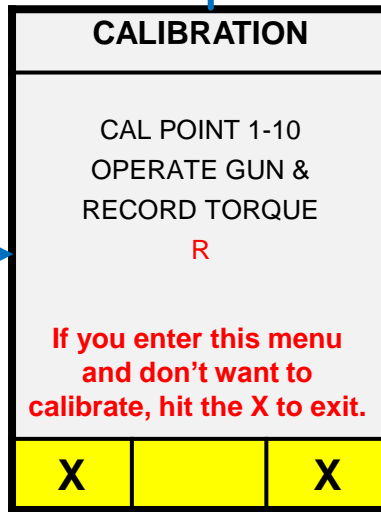 CALIBRATION
CAL POINT 1-10
OPERATE GUN &
RECORD TORQUE
R
If you enter this menu
and don't want to
calibrate, hit the X to exit.
X X